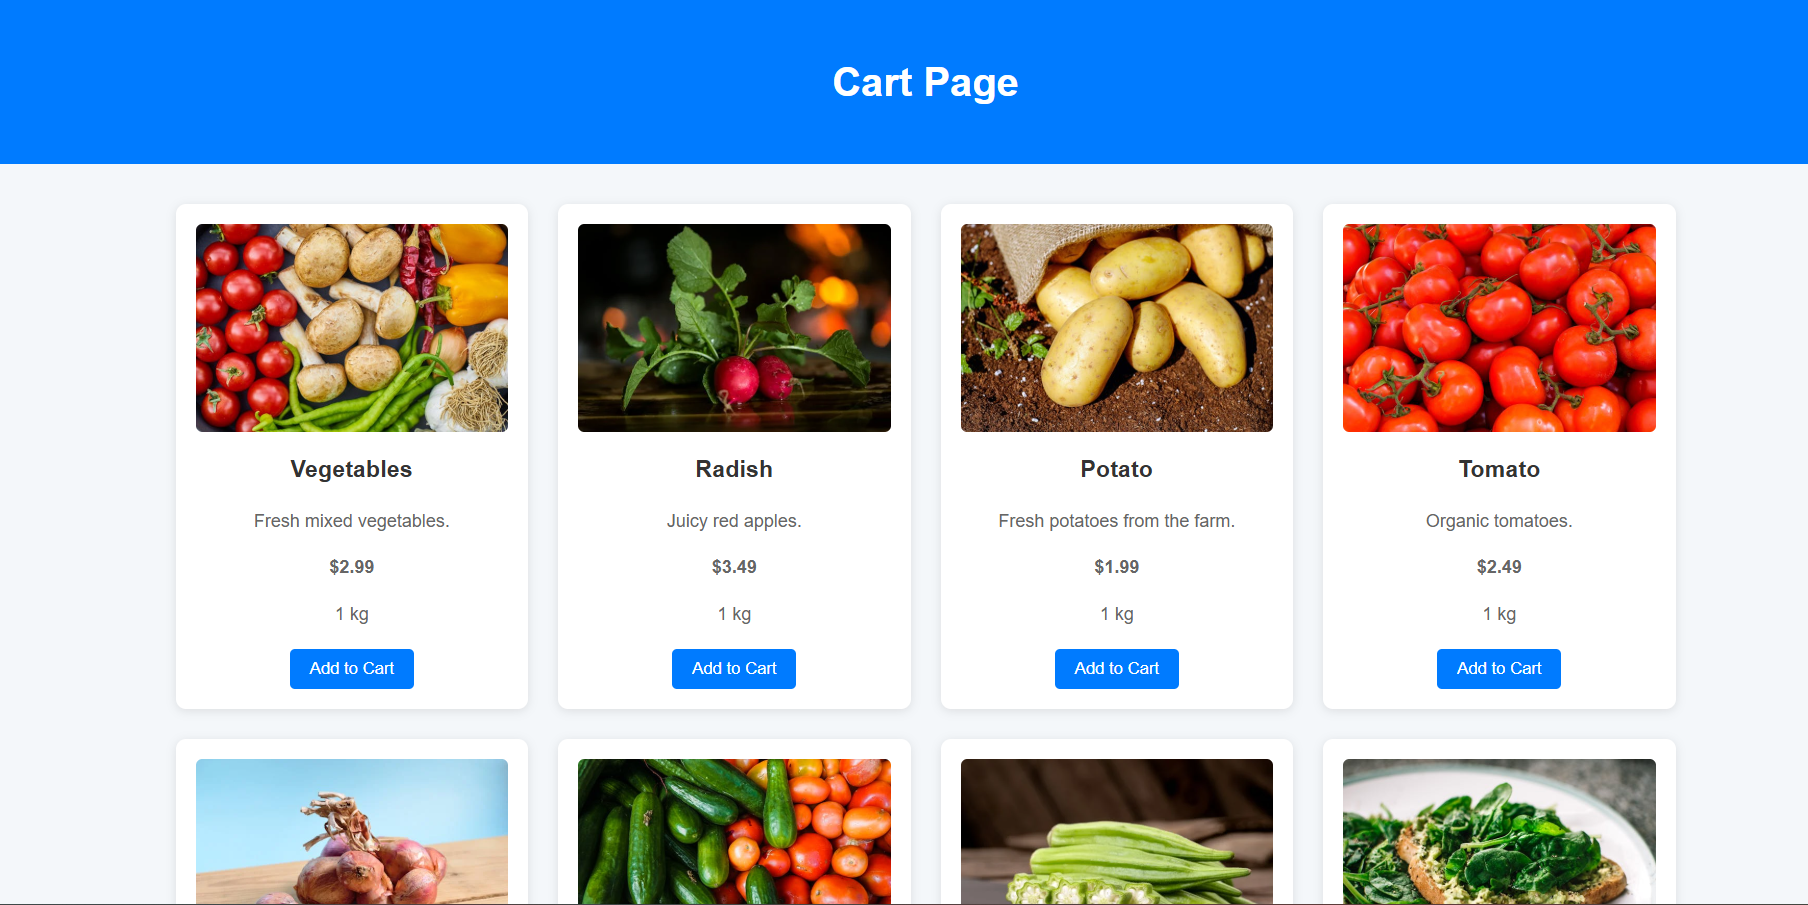 Cart Page
Vegetables
Fresh mixed vegetables.
$2.99
1 kg
Add to Cart
Radish
Juicy red apples.
$3.49
1 kg
Add to Cart
Potato
Fresh potatoes from the farm.
$1.99
1 kg
Add to Cart
Tomato
Organic tomatoes.
$2.49
1 kg
Add to Cart